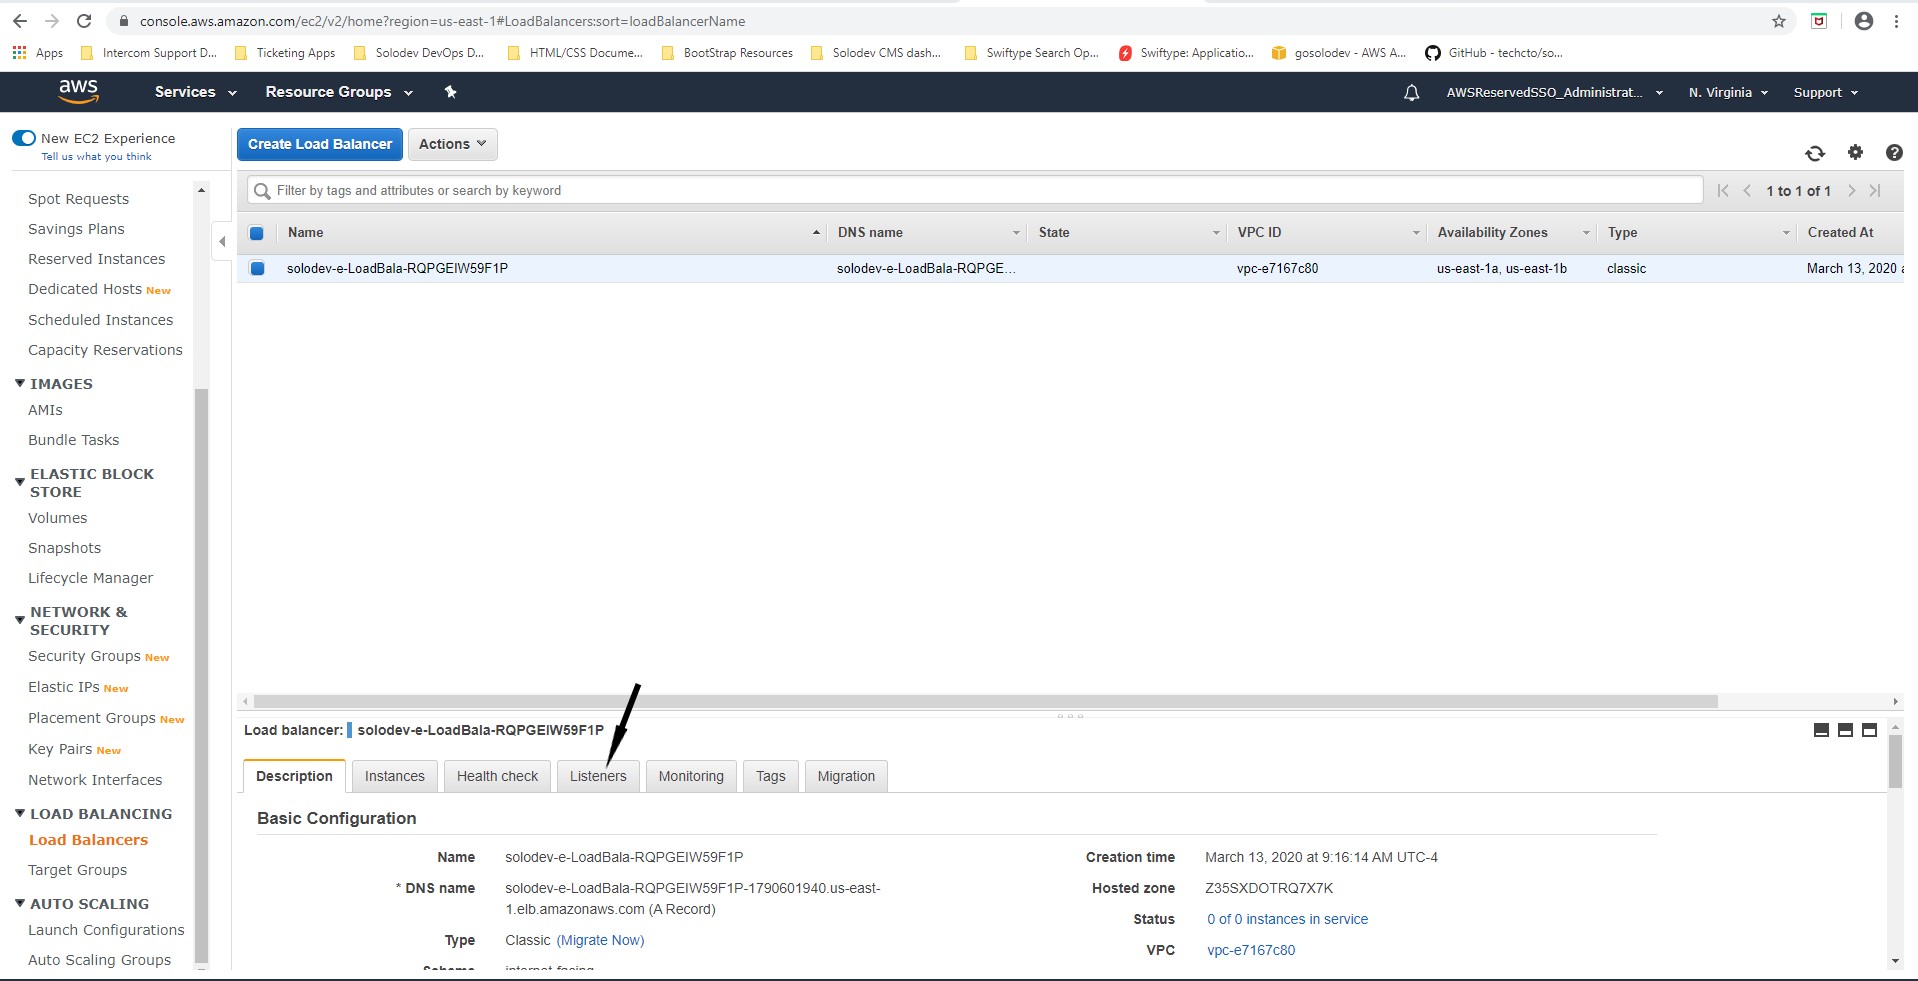 console.aws.amazon.com/ec2/v2/home?region=us-east-1#LoadBalancers:sort=loadBalancerName
Apps
Intercom Support D...
Ticketing Apps
Solodev DevOps D...
HTML/CSS Docume...
BootStrap Resources
Solodev CMS dash...
Swiftype Search Op...
Swiftype: Applicatio...
gosolodev - AWS A...
GitHub - techcto/so...
aws
Services
Resource Groups
AWSReservedSSO_Administrat...
N. Virginia
Support
New EC2 Experience
Tell us what you think
Spot Requests
Savings Plans
Reserved Instances
Dedicated Hosts New
Scheduled Instances
Capacity Reservations
IMAGES
AMIs
Bundle Tasks
ELASTIC BLOCK
STORE
Volumes
Snapshots
Lifecycle Manager
NETWORK &
SECURITY
Security Groups New
Elastic IPs New
Placement Groups New
Key Pairs New
Network Interfaces
LOAD BALANCING
Load Balancers
Target Groups
AUTO SCALING
Launch Configurations
Auto Scaling Groups
Create Load Balancer
Actions
Filter by tags and attributes or search by keyword
1 to 1 of 1
Name DNS name State VPC ID Availability Zones Type Created At
solodev-e-LoadBala-RQPGEIW59F1P solodev-e-LoadBala-RQPGE... vpc-e7167c80 us-east-1a, us-east-1b classic March 13, 2020 a
Load balancer: solodev-e-LoadBala-RQPGEIW59F1P
Description Instances Health check Listeners Monitoring Tags Migration
Basic Configuration
Name solodev-e-LoadBala-RQPGEIW59F1P
* DNS name solodev-e-LoadBala-RQPGEIW59F1P-1790601940.us-east-
1.elb.amazonaws.com (A Record)
Type Classic (Migrate Now)
Scheme internet-facing
Creation time March 13, 2020 at 9:16:14 AM UTC-4
Hosted zone Z35SXDOTRQ7X7K
Status 0 of 0 instances in service
VPC vpc-e7167c80